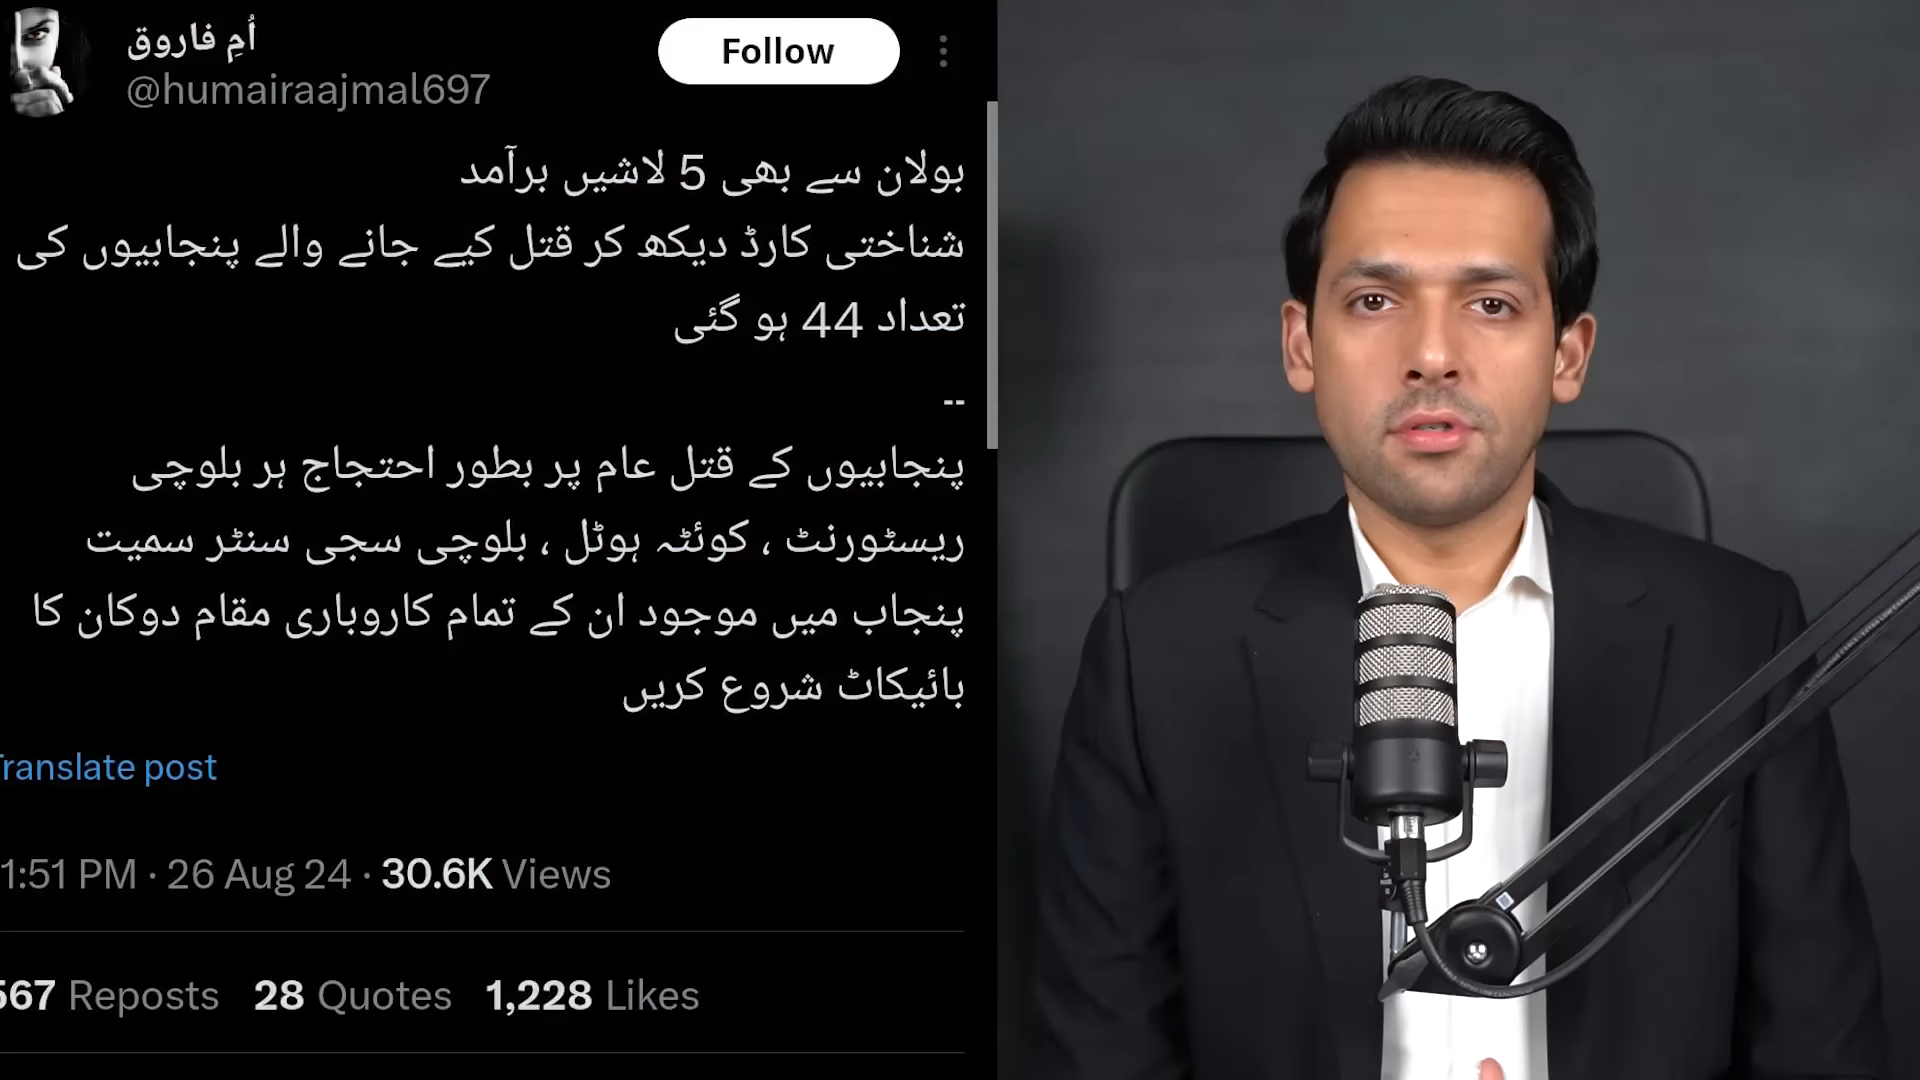 اُمِ فاروق
@humairaajmal697
Follow
بولان سے بھی 5 لاشیں برآمد
شناختی کارڈ دیکھ کر قتل کیے جانے والے پنجابیوں کی
تعداد 44 ہو گئی
--
پنجابیوں کے قتل عام پر بطور احتجاج ہر بلوچی
ریسٹورنٹ ، کوئٹہ ہوٹل ، بلوچی سجی سنٹر سمیت
پنجاب میں موجود ان کے تمام کاروباری مقام دوکان کا
بائیکاٹ شروع کریں
Translate post
1:51 PM · 26 Aug 24 · 30.6K Views
567 Reposts 28 Quotes 1,228 Likes